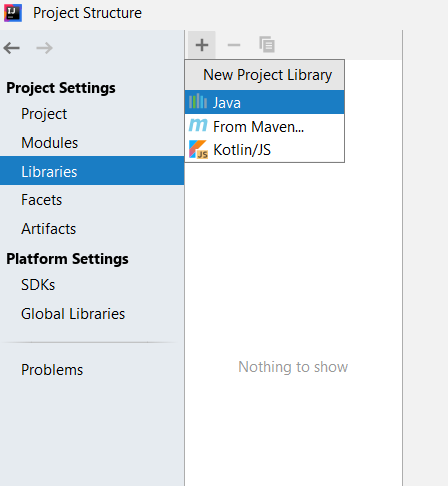 Project Structure
Project Settings
Project
Modules
Libraries
Facets
Artifacts
Platform Settings
SDKs
Global Libraries
Problems
New Project Library
Java
From Maven...
Kotlin/JS
Nothing to show